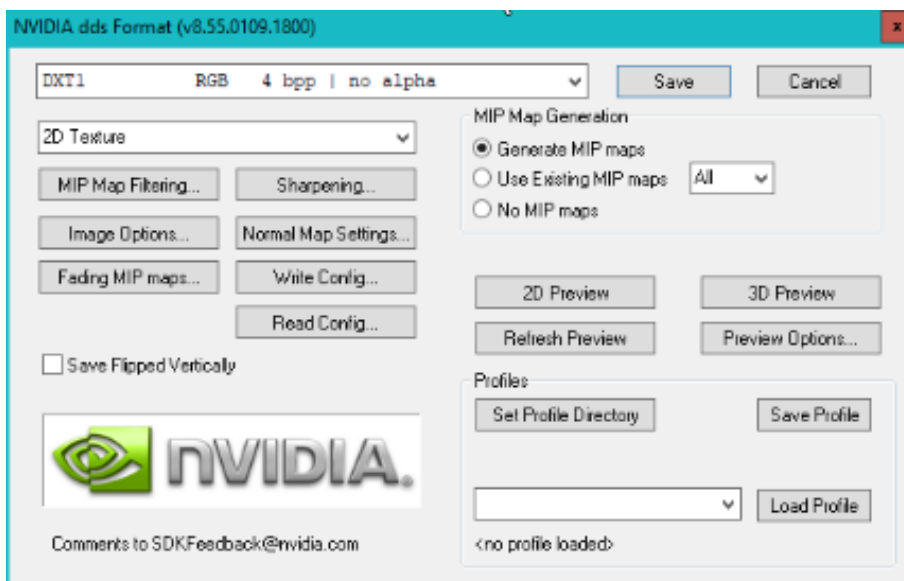 NVIDIA dds Format (v8.55.0109.1800)
x
DXT1 RGB 4 bpp | no alpha
Save
Cancel
2D Texture
MIP Map Generation
Generate MIP maps
Use Existing MIP maps
All
No MIP maps
MIP Map Filtering...
Sharpening...
Image Options...
Normal Map Settings...
Fading MIP maps...
Write Config...
Read Config...
2D Preview
3D Preview
Refresh Preview
Preview Options...
Save Flipped Vertically
Profiles
Set Profile Directory
Save Profile
NVIDIA.
Load Profile
Comments to SDKFeedback@nvidia.com
<no profile loaded>